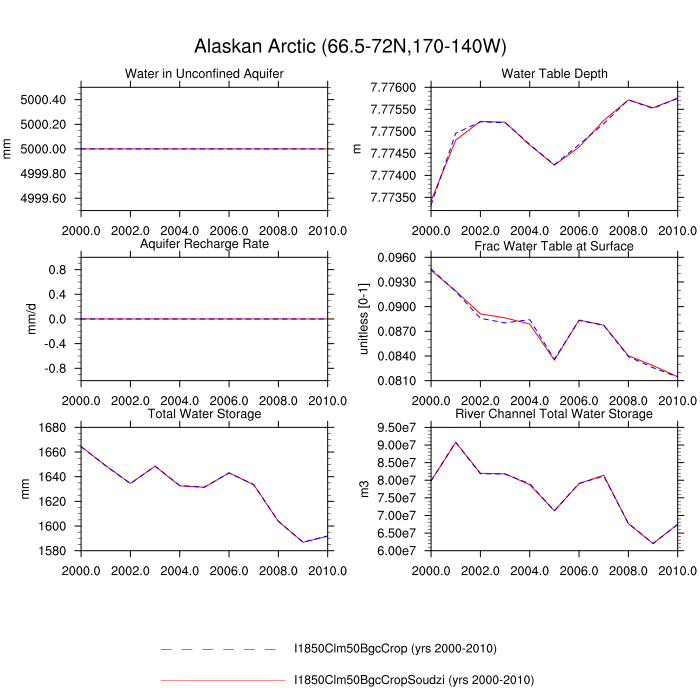 Alaskan Arctic (66.5-72N,170-140W)
Water in Unconfined Aquifer
5000.40
5000.20
5000.00
4999.80
4999.60
mm
2000.0 2002.0 2004.0 2006.0 2008.0 2010.0
Water Table Depth
7.77600
7.77550
7.77500
7.77450
7.77400
7.77350
m
2000.0 2002.0 2004.0 2006.0 2008.0 2010.0
Aquifer Recharge Rate
0.8
0.4
0.0
-0.4
-0.8
mm/d
2000.0 2002.0 2004.0 2006.0 2008.0 2010.0
Frac Water Table at Surface
0.0960
0.0930
0.0900
0.0870
0.0840
0.0810
unitless [0-1]
2000.0 2002.0 2004.0 2006.0 2008.0 2010.0
Total Water Storage
1680
1660
1640
1620
1600
1580
mm
2000.0 2002.0 2004.0 2006.0 2008.0 2010.0
River Channel Total Water Storage
9.50e7
9.00e7
8.50e7
8.00e7
7.50e7
7.00e7
6.50e7
6.00e7
m3
2000.0 2002.0 2004.0 2006.0 2008.0 2010.0
I1850Clm50BgcCrop (yrs 2000-2010)
I1850Clm50BgcCropSoudzi (yrs 2000-2010)